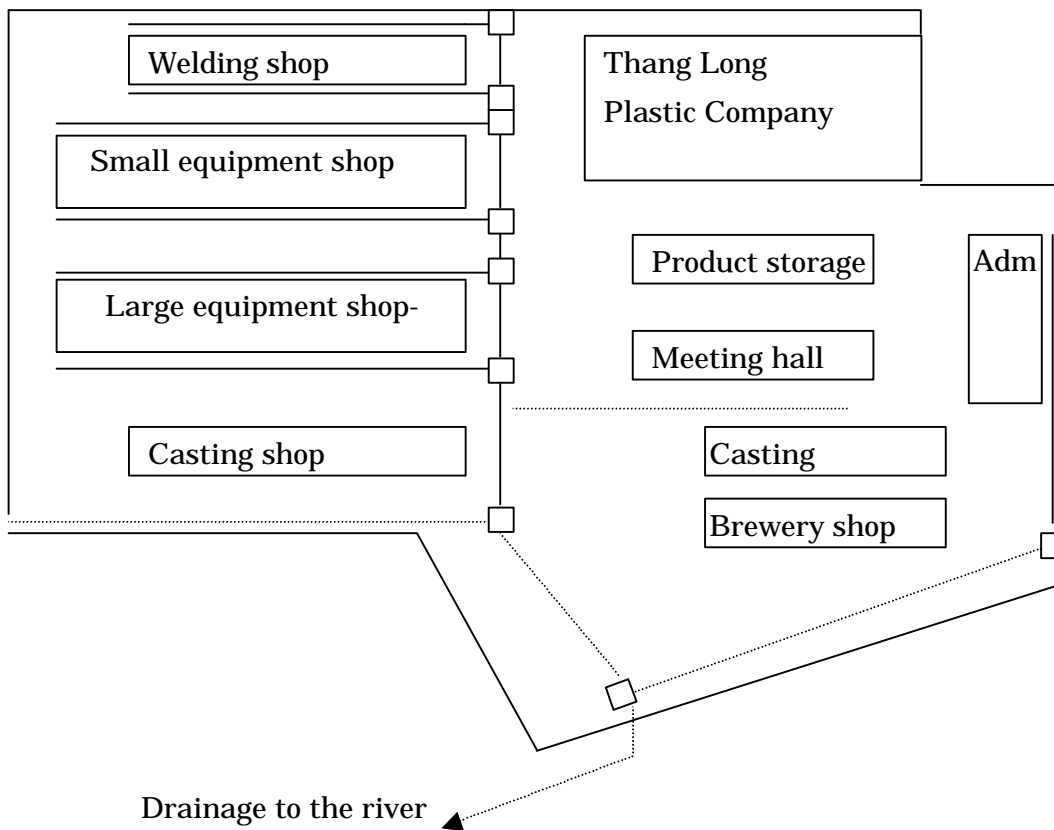 Welding shop
Thang Long
Plastic Company
Small equipment shop
Product storage
Adm
Large equipment shop-
Meeting hall
Casting shop
Casting
Brewery shop
Drainage to the river